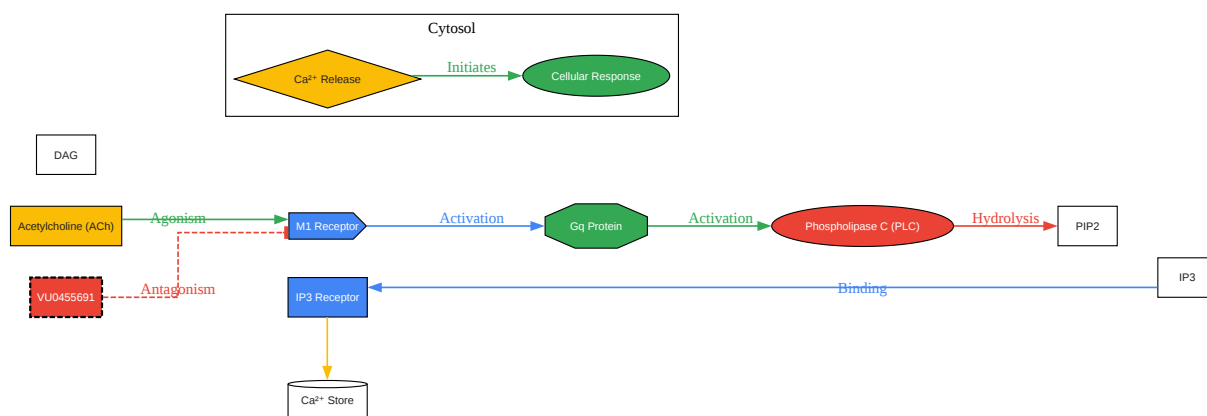 Cytosol
Ca²⁺ Release
Initiates
Cellular Response
DAG
Acetylcholine (ACh)
Agonism
M1 Receptor
Activation
Gq Protein
Activation
Phospholipase C (PLC)
Hydrolysis
PIP2
VU0455691
Antagonism
IP3 Receptor
Binding
IP3
Ca²⁺ Store